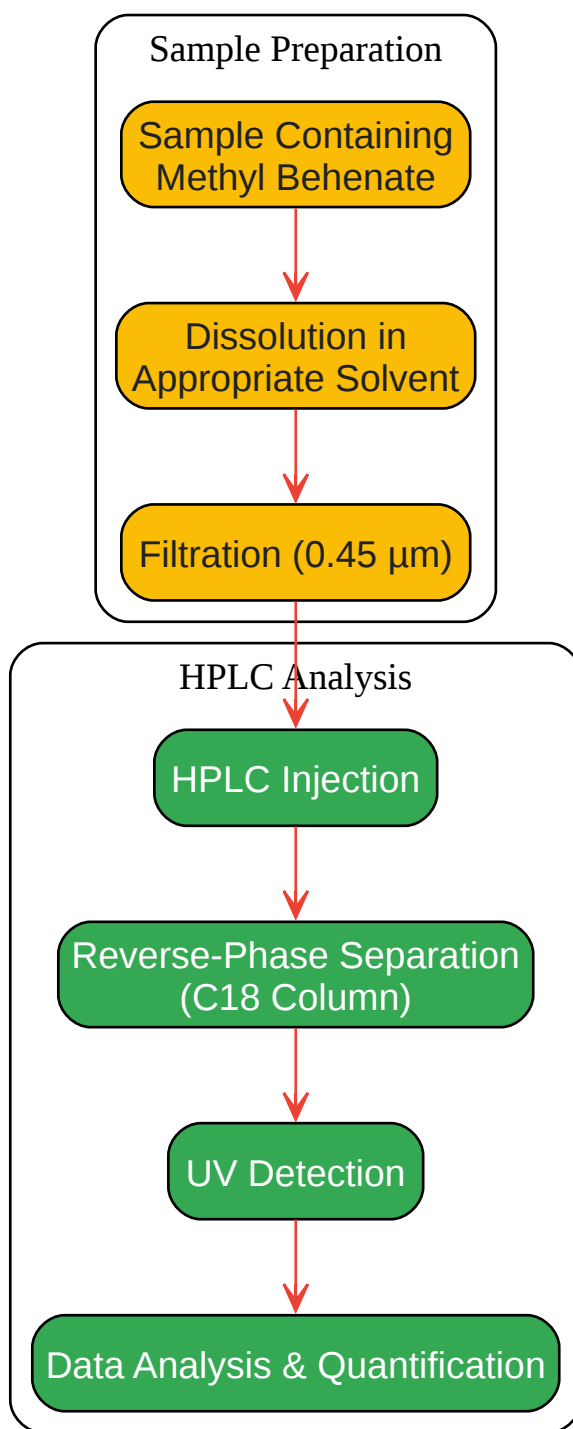 Sample Preparation
Sample Containing
Methyl Behenate
Dissolution in
Appropriate Solvent
Filtration (0.45 µm)
HPLC Analysis
HPLC Injection
Reverse-Phase Separation
(C18 Column)
UV Detection
Data Analysis & Quantification